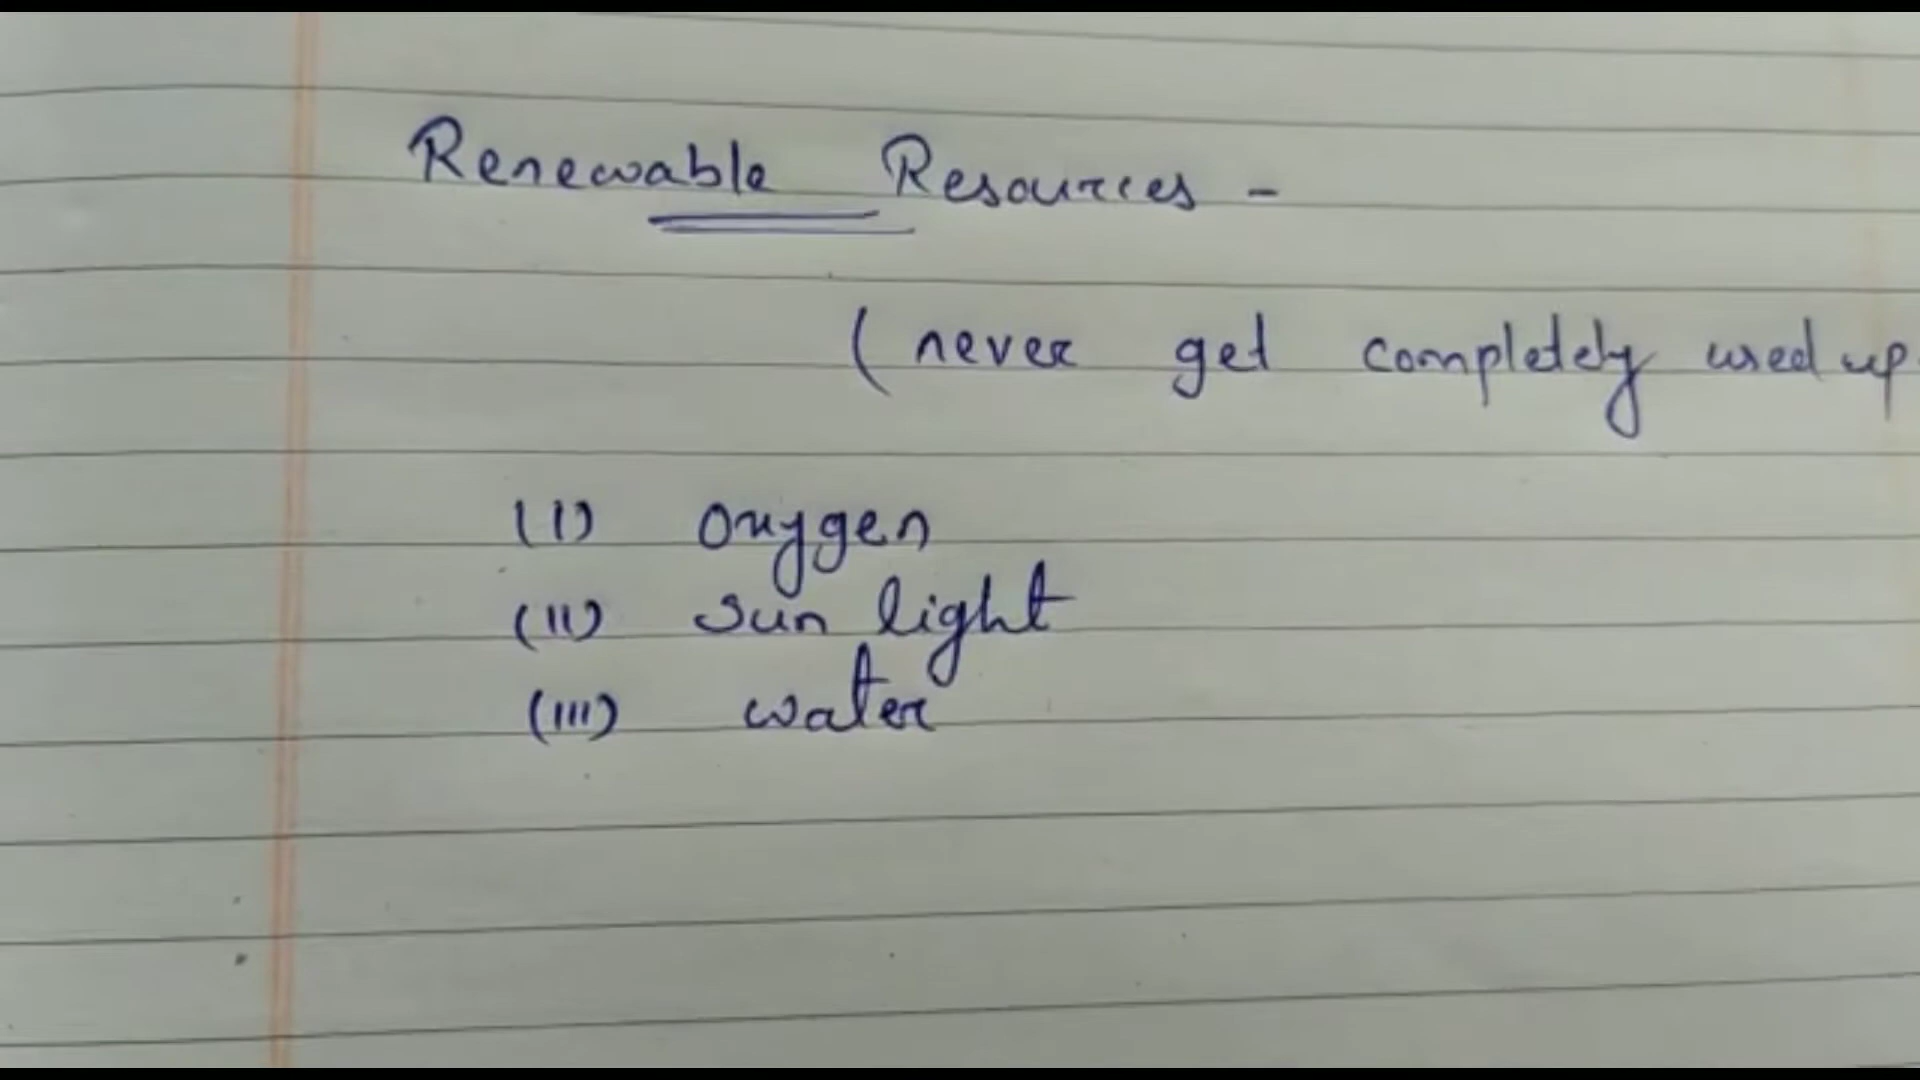 Renewable Resources -
( never get completely used up
(I) oxygen
(II) sun light
(III) water